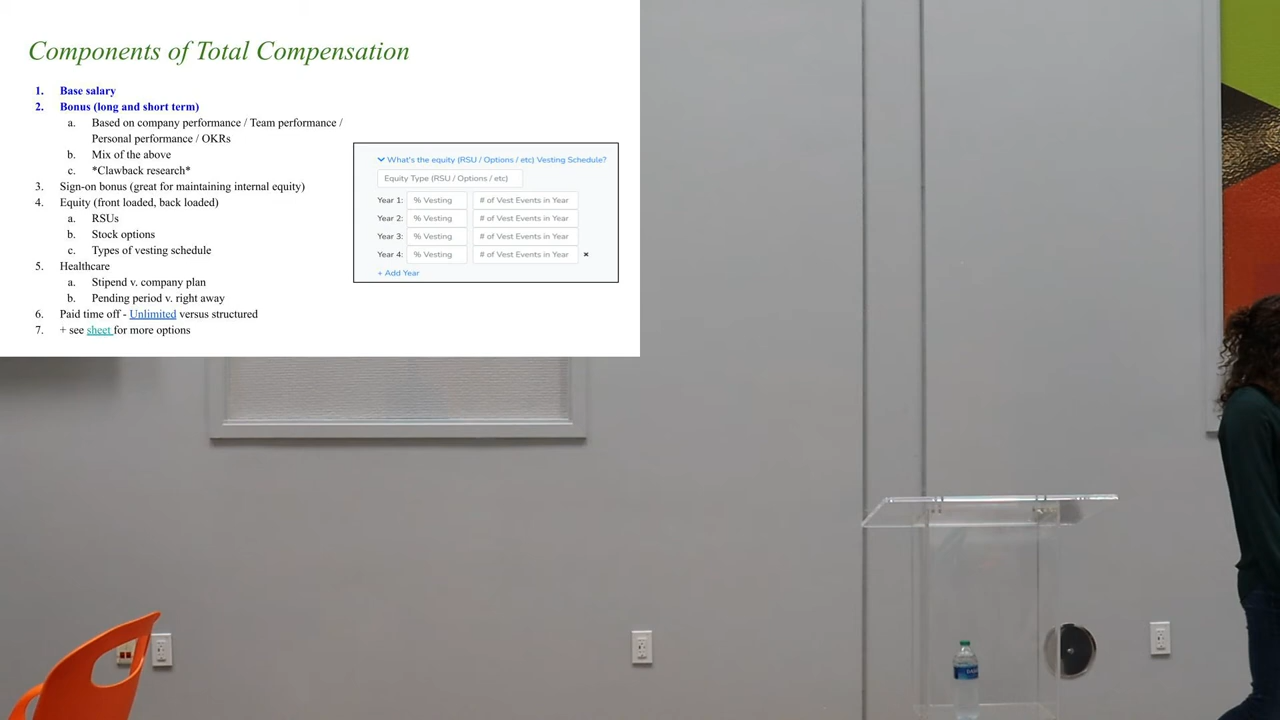 Components of Total Compensation
1. Base salary
2. Bonus (long and short term)
a. Based on company performance / Team performance /
Personal performance / OKRs
b. Mix of the above
c. *Clawback research*
3. Sign-on bonus (great for maintaining internal equity)
4. Equity (front loaded, back loaded)
a. RSUs
b. Stock options
c. Types of vesting schedule
5. Healthcare
a. Stipend v. company plan
b. Pending period v. right away
6. Paid time off - Unlimited versus structured
7. + see sheet for more options
What's the equity (RSU / Options / etc) Vesting Schedule?
Equity Type (RSU / Options / etc)
Year 1: % Vesting # of Vest Events in Year
Year 2: % Vesting # of Vest Events in Year
Year 3: % Vesting # of Vest Events in Year
Year 4: % Vesting # of Vest Events in Year ×
+ Add Year